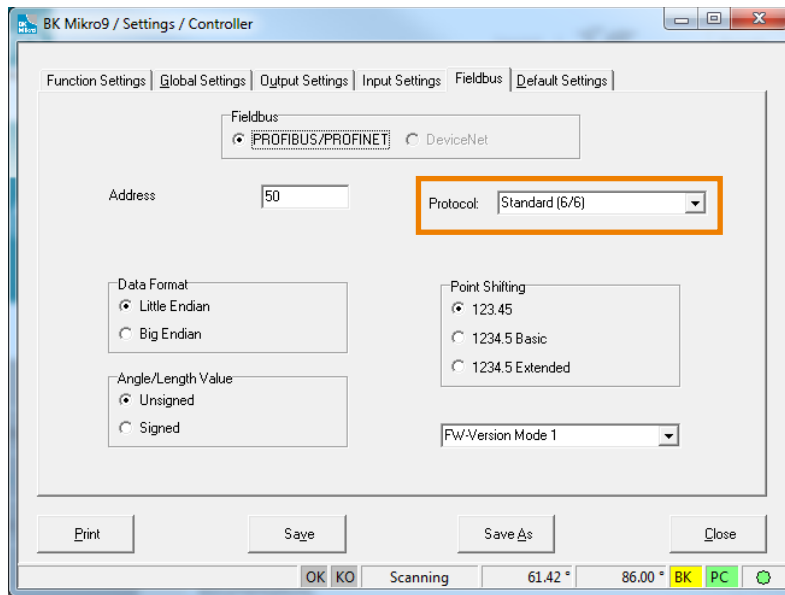 BK Mikro9 / Settings / Controller
Function Settings Global Settings Output Settings Input Settings Fieldbus Default Settings
Fieldbus
PROFIBUS/PROFINET DeviceNet
Address 50 Protocol: Standard (6/6)
Data Format
Little Endian
Big Endian
Point Shifting
123.45
1234.5 Basic
1234.5 Extended
Angle/Length Value
Unsigned
Signed
FW-Version Mode 1
Print Save Save As Close
OK KO Scanning 61.42 ° 86.00 ° BK PC